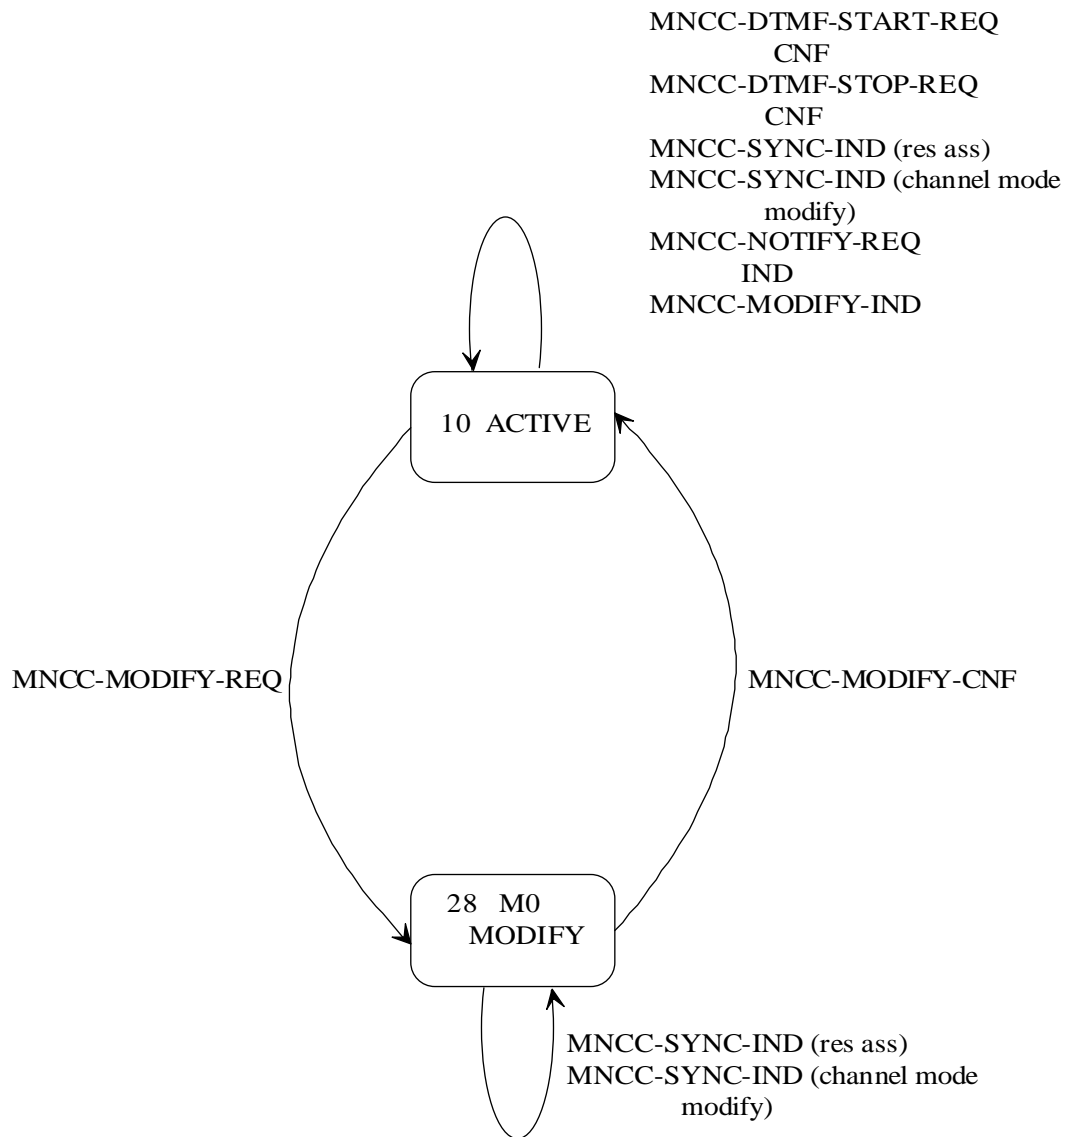 MNCC-DTMF-START-REQ
CNF
MNCC-DTMF-STOP-REQ
CNF
MNCC-SYNC-IND (res ass)
MNCC-SYNC-IND (channel mode
modify)
MNCC-NOTIFY-REQ
IND
MNCC-MODIFY-IND
10 ACTIVE
MNCC-MODIFY-REQ
MNCC-MODIFY-CNF
28 M0
MODIFY
MNCC-SYNC-IND (res ass)
MNCC-SYNC-IND (channel mode
modify)